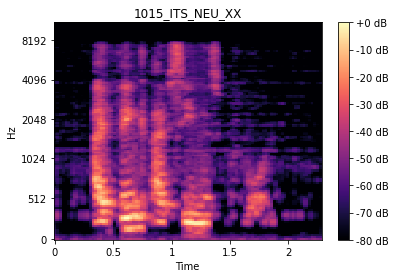 1015_ITS_NEU_XX
+0 dB
8192
-10 dB
4096
-20 dB
-30 dB
2048
Hz
-40 dB
1024
-50 dB
512
-60 dB
-70 dB
0
-80 dB
0 0.5 1 1.5 2
Time